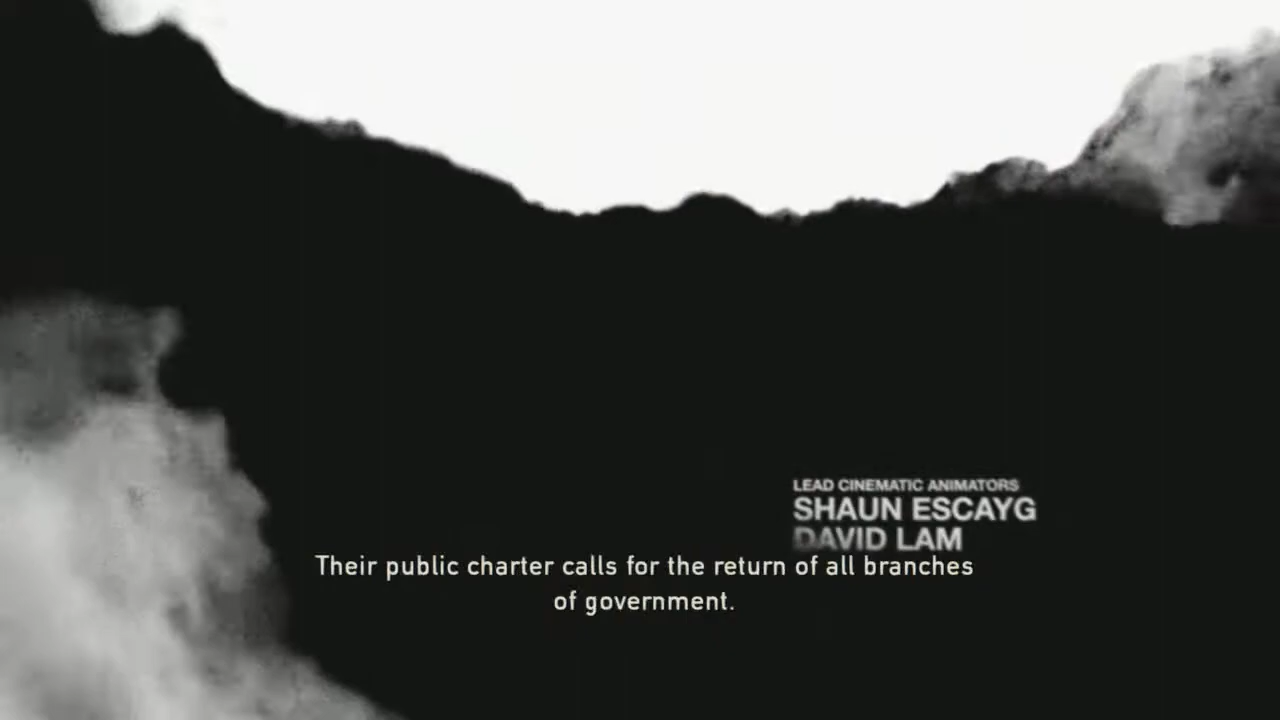 LEAD CINEMATIC ANIMATORS
SHAUN ESCAYG
DAVID LAM
Their public charter calls for the return of all branches
of government.